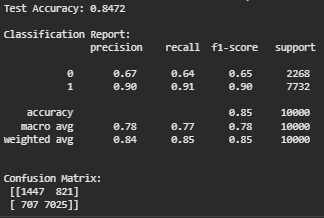 Test Accuracy: 0.8472
Classification Report:
precision recall f1-score support
0 0.67 0.64 0.65 2268
1 0.90 0.91 0.90 7732
accuracy 0.85 10000
macro avg 0.78 0.77 0.78 10000
weighted avg 0.84 0.85 0.85 10000
Confusion Matrix:
[[1447 821]
[ 707 7025]]